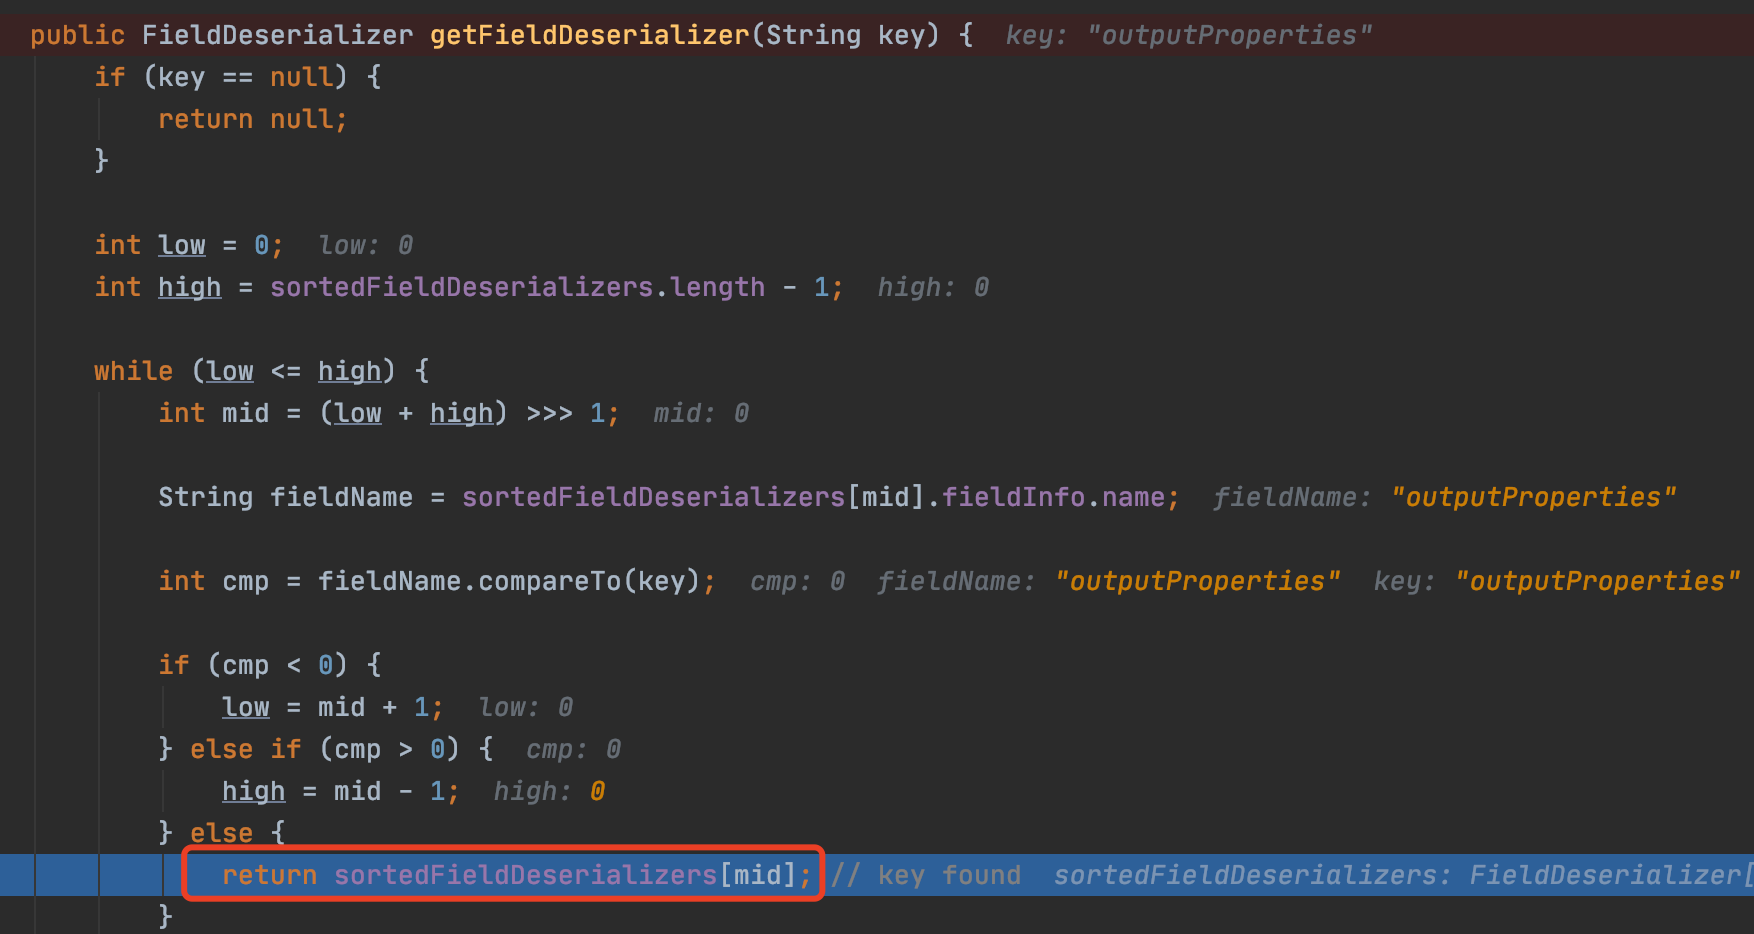 public FieldDeserializer getFieldDeserializer(String key) {  key: "outputProperties"
    if (key == null) {
        return null;
    }

    int low = 0;  low: 0
    int high = sortedFieldDeserializers.length - 1;  high: 0

    while (low <= high) {
        int mid = (low + high) >>> 1;  mid: 0

        String fieldName = sortedFieldDeserializers[mid].fieldInfo.name;  fieldName: "outputProperties"

        int cmp = fieldName.compareTo(key);  cmp: 0  fieldName: "outputProperties"  key: "outputProperties"

        if (cmp < 0) {
            low = mid + 1;  low: 0
        } else if (cmp > 0) {  cmp: 0
            high = mid - 1;  high: 0
        } else {
            return sortedFieldDeserializers[mid]; // key found  sortedFieldDeserializers: FieldDeserializer[
        }